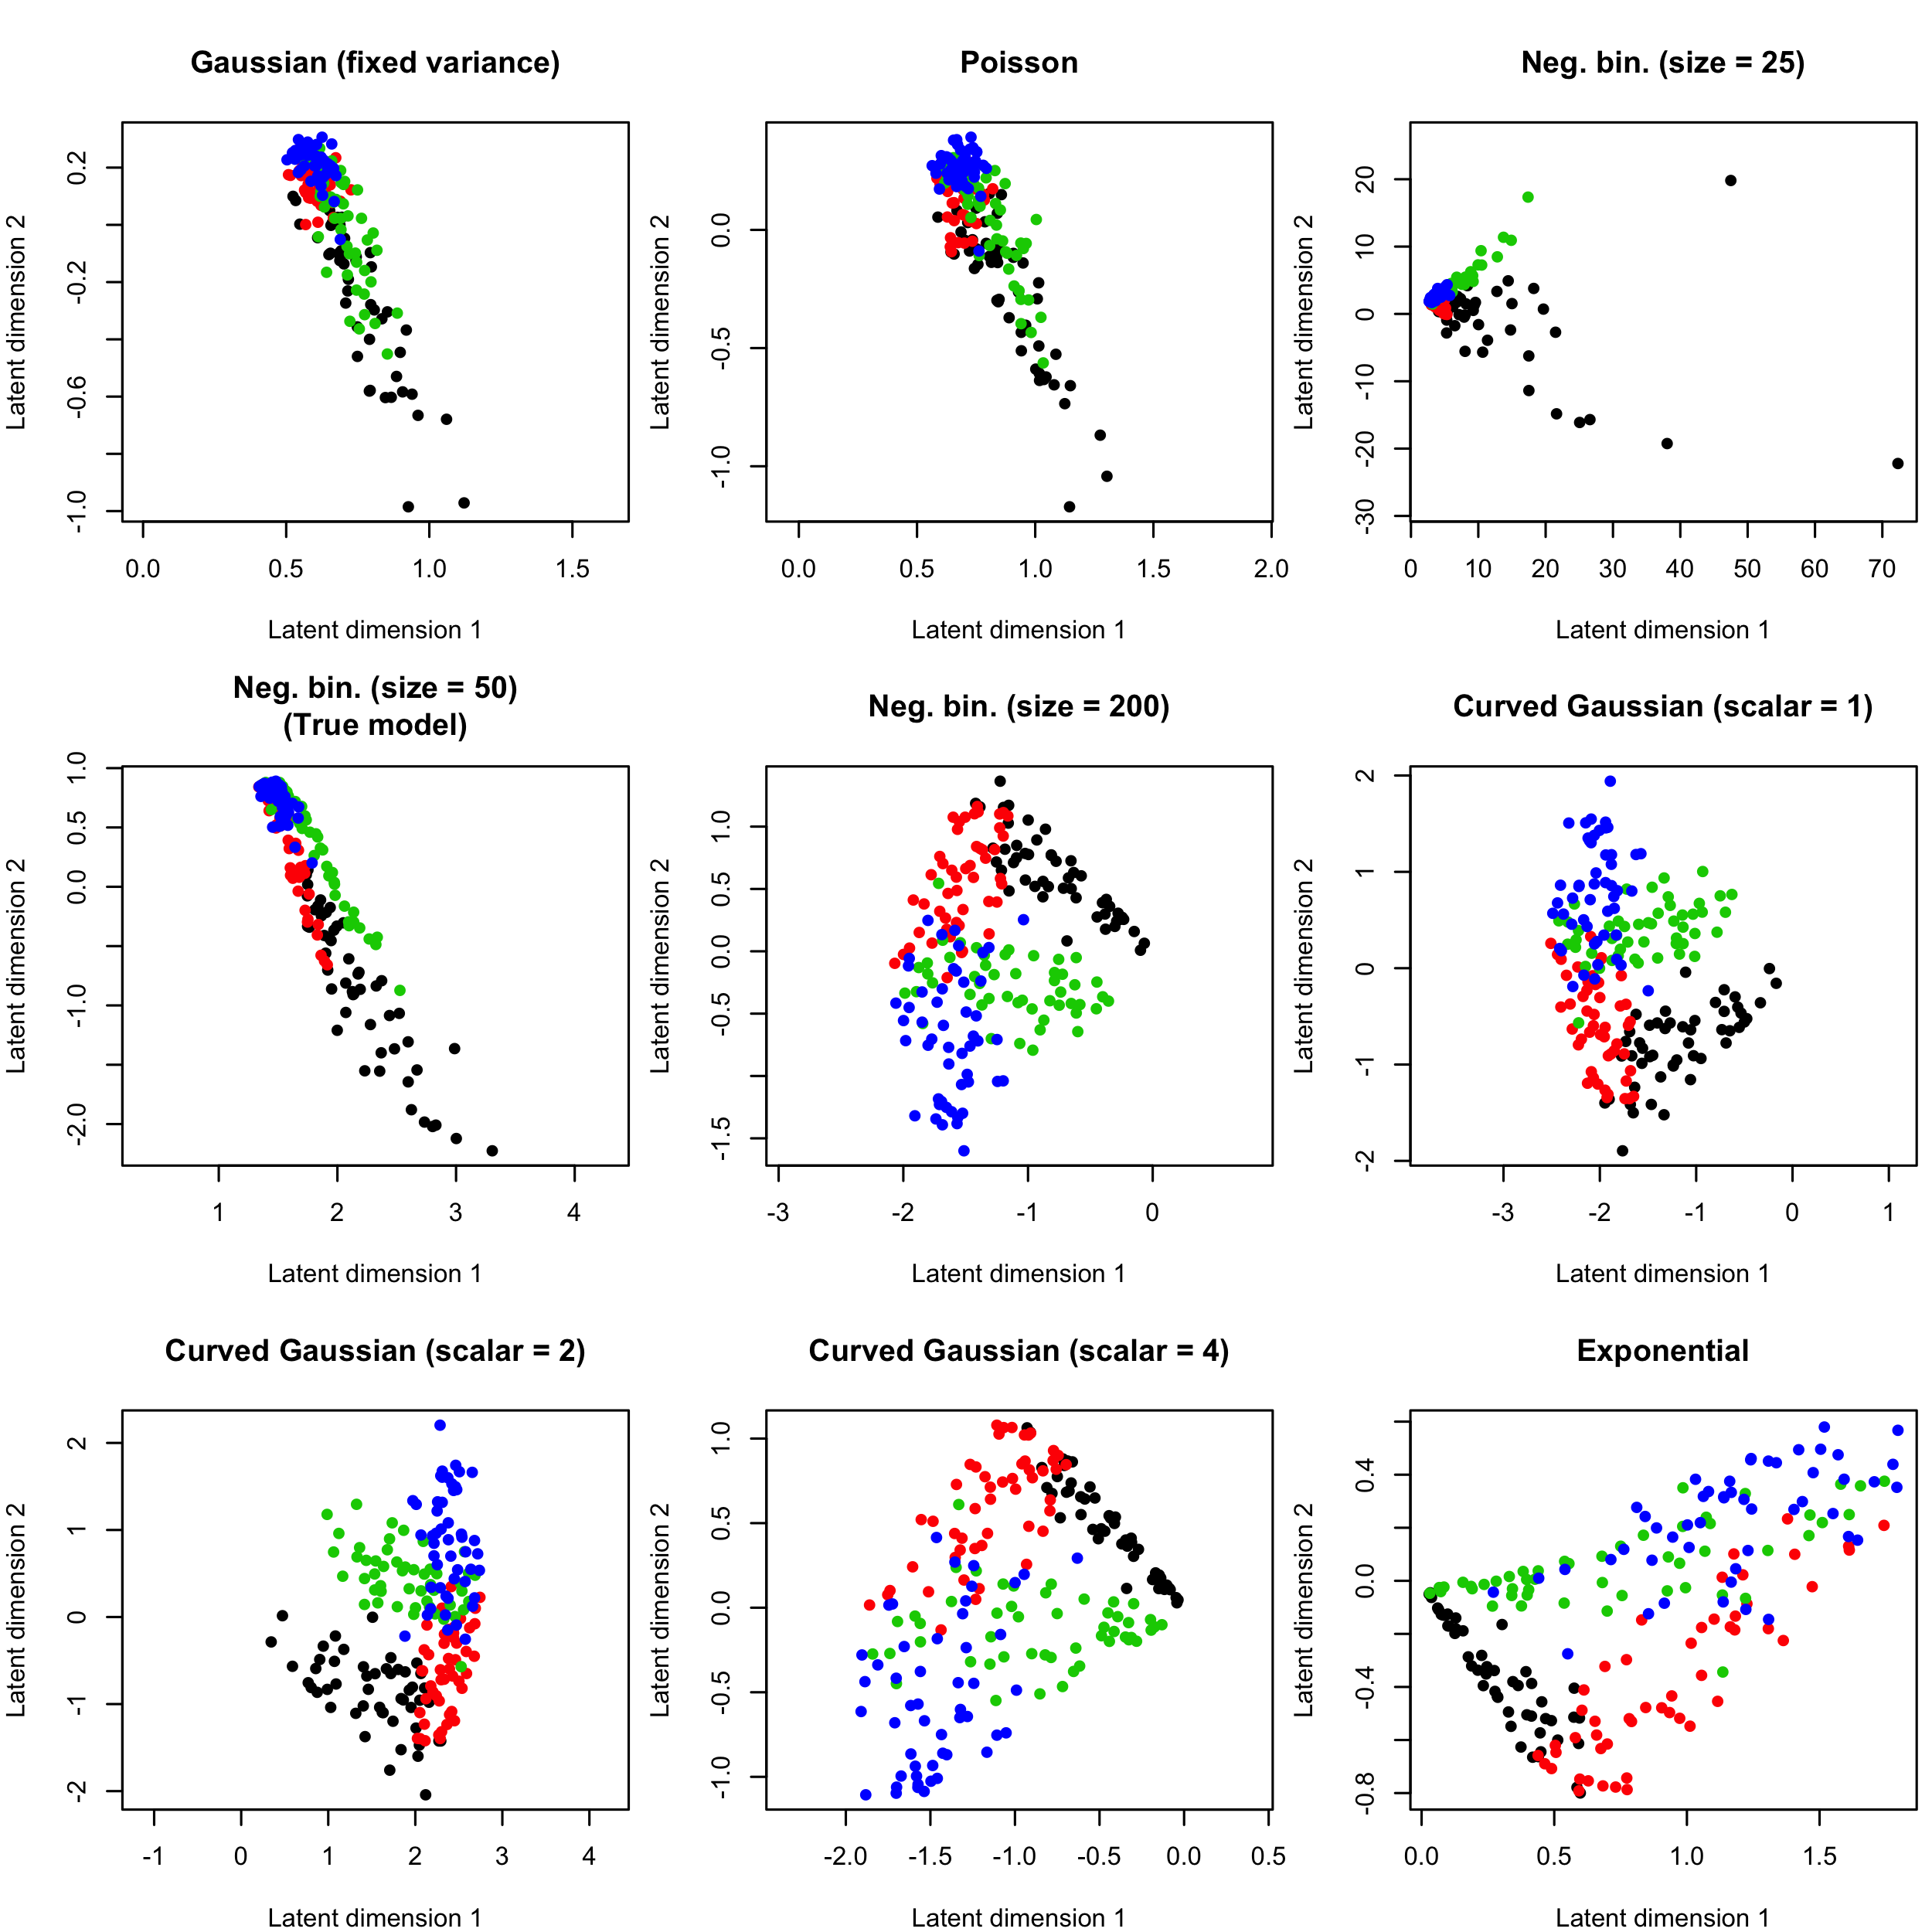 Gaussian (fixed variance)
Latent dimension 2
0.2
-0.2
-0.6
-1.0
0.0 0.5 1.0 1.5
Latent dimension 1
Poisson
Latent dimension 2
0.0
-0.5
-1.0
0.0 0.5 1.0 1.5 2.0
Latent dimension 1
Neg. bin. (size = 25)
Latent dimension 2
20
10
0
-10
-20
-30
0 10 20 30 40 50 60 70
Latent dimension 1
Neg. bin. (size = 50)
(True model)
Latent dimension 2
1.0
0.5
0.0
-1.0
-2.0
1 2 3 4
Latent dimension 1
Neg. bin. (size = 200)
Latent dimension 2
1.0
0.5
0.0
-0.5
-1.5
-3 -2 -1 0
Latent dimension 1
Curved Gaussian (scalar = 1)
Latent dimension 2
2
1
0
-1
-2
-3 -2 -1 0 1
Latent dimension 1
Curved Gaussian (scalar = 2)
Latent dimension 2
2
1
0
-1
-2
-1 0 1 2 3 4
Latent dimension 1
Curved Gaussian (scalar = 4)
Latent dimension 2
1.0
0.5
0.0
-0.5
-1.0
-2.0 -1.5 -1.0 -0.5 0.0 0.5
Latent dimension 1
Exponential
Latent dimension 2
0.4
0.0
-0.4
-0.8
0.0 0.5 1.0 1.5
Latent dimension 1